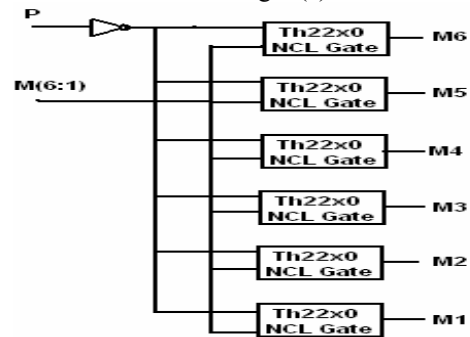 P
Th22x0
NCL Gate
M6
M(6:1)
Th22x0
NCL Gate
M5
Th22x0
NCL Gate
M4
Th22x0
NCL Gate
M3
Th22x0
NCL Gate
M2
Th22x0
NCL Gate
M1